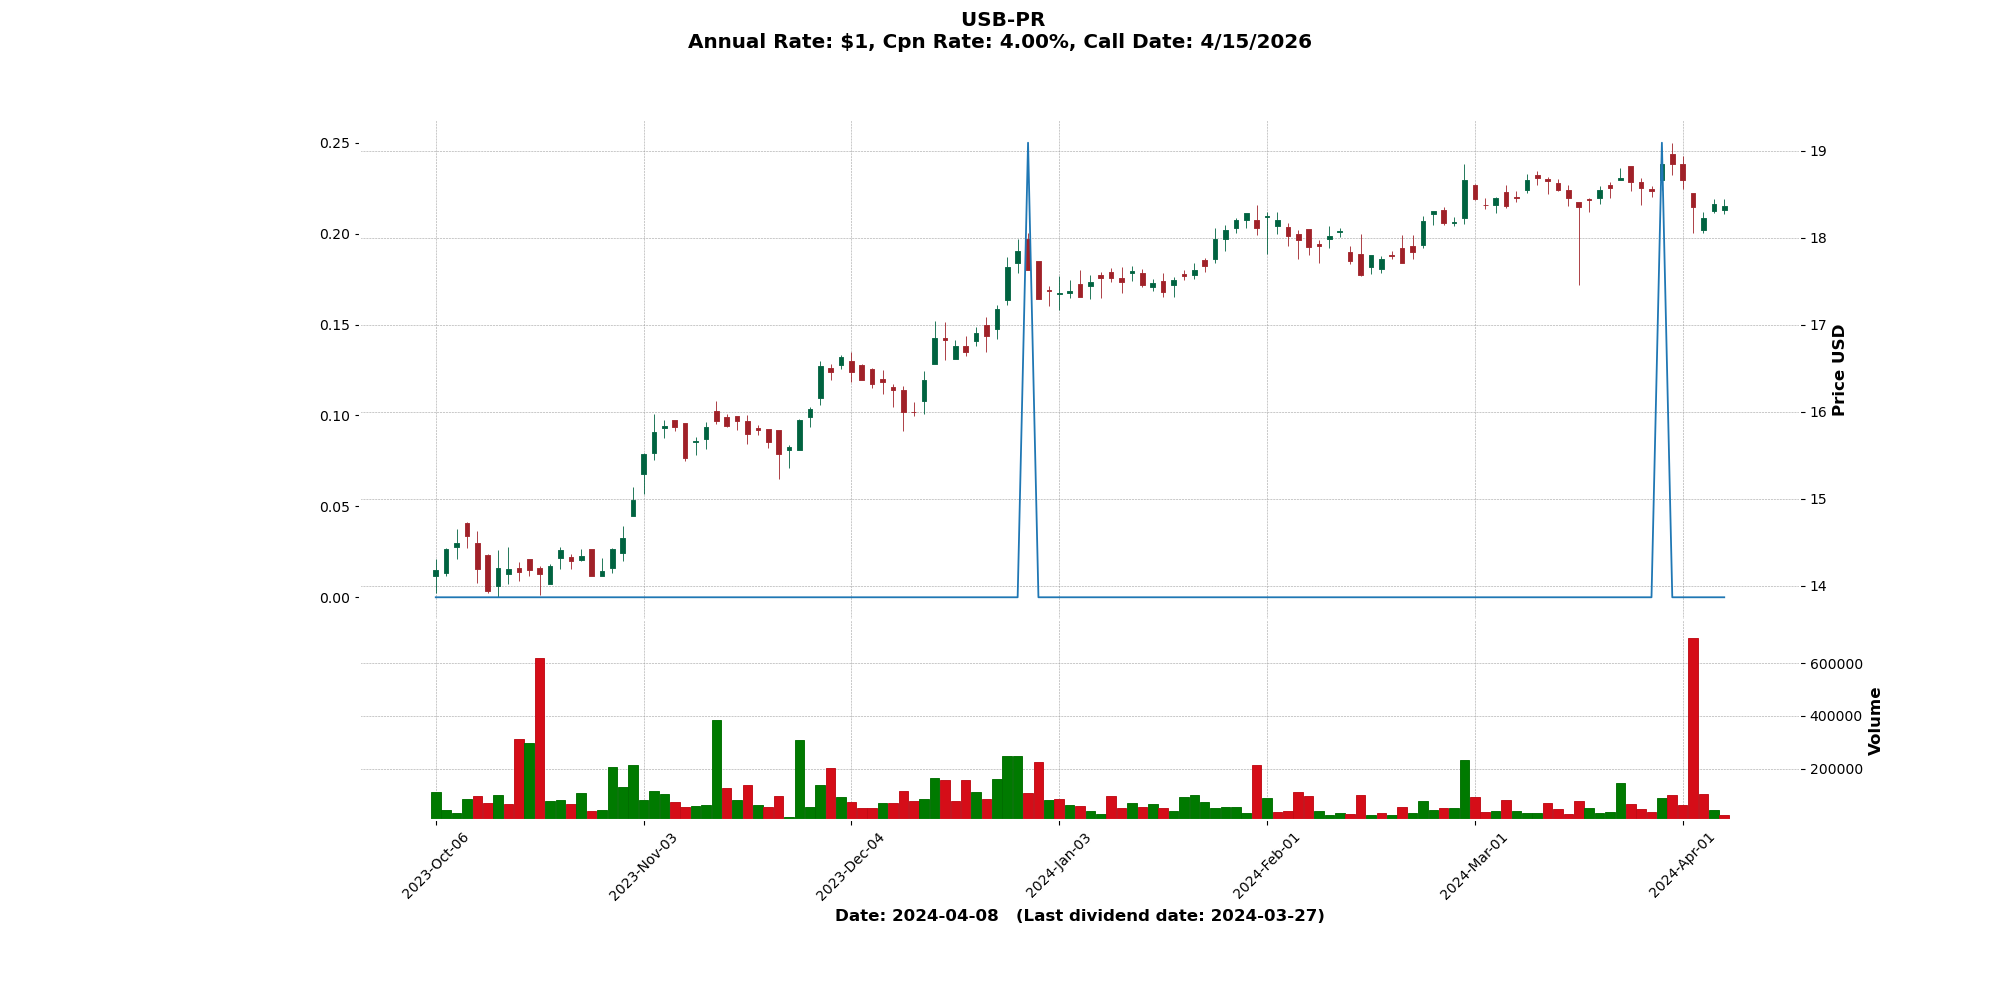 USB-PR
Annual Rate: $1, Cpn Rate: 4.00%, Call Date: 4/15/2026
0.25
0.20
0.15
0.10
0.05
0.00
19
18
17
16
15
14
Price USD
600000
400000
200000
Volume
2023-Oct-06
2023-Nov-03
2023-Dec-04
2024-Jan-03
2024-Feb-01
2024-Mar-01
2024-Apr-01
Date: 2024-04-08 (Last dividend date: 2024-03-27)